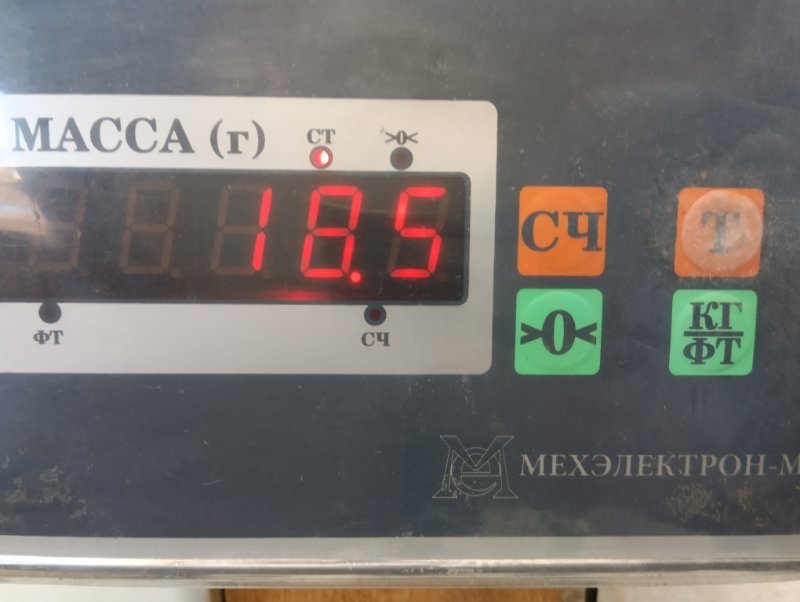 МАССА (г)
СТ
>0<
18.5
ФТ
СЧ
СЧ
Т
>0<
КГ
ФТ
МЕХЭЛЕКТРОН-М